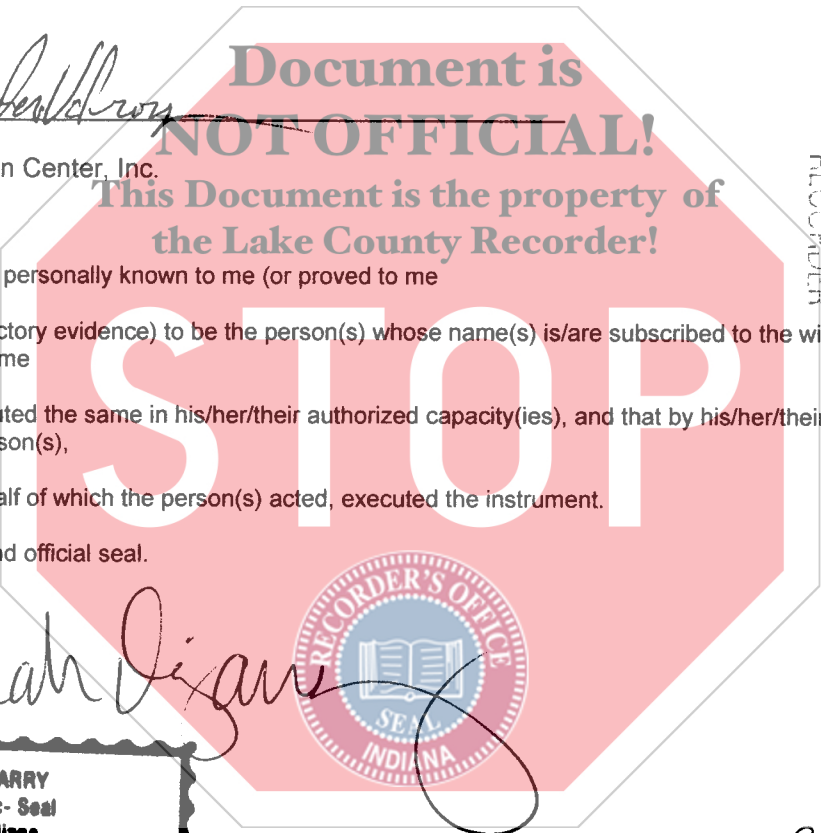 Document is
NOT OFFICIAL!
n Center, Inc.
This Document is the property of
the Lake County Recorder!
personally known to me (or proved to me
ctory evidence) to be the person(s) whose name(s) is/are subscribed to the wi
me
ted the same in his/her/their authorized capacity(ies), and that by his/her/their
son(s),
alf of which the person(s) acted, executed the instrument.
nd official seal.
STOP
RECORDER'S OFFICE
SEAL
INDIANA
ARRY
- Seal